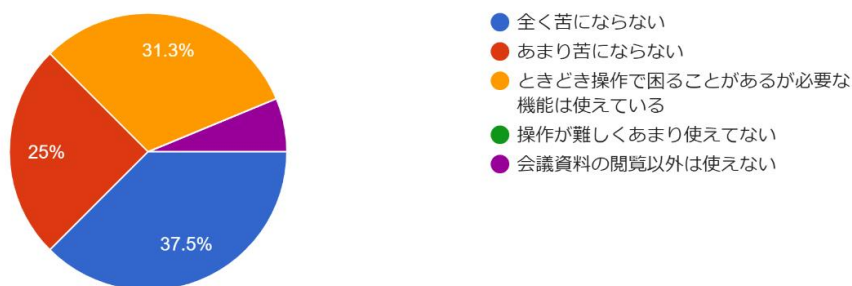 31.3%
25%
37.5%
全く苦にならない
あまり苦にならない
ときどき操作で困ることがあるが必要な
機能は使えている
操作が難しくあまり使えてない
会議資料の閲覧以外は使えない